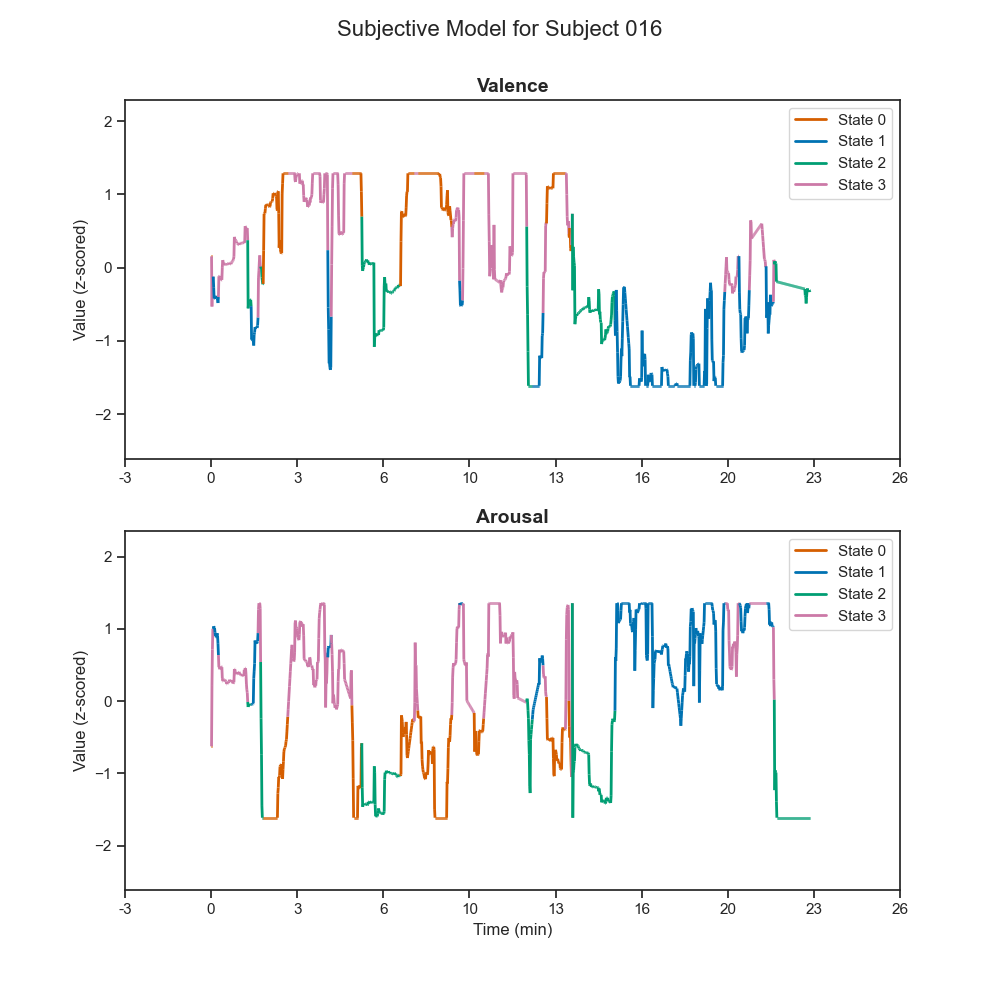 Subjective Model for Subject 016
Valence
Value (z-scored)
2
1
0
−1
−2
State 0
State 1
State 2
State 3
-3 0 3 6 10 13 16 20 23 26
Arousal
Value (z-scored)
2
1
0
−1
−2
State 0
State 1
State 2
State 3
-3 0 3 6 10 13 16 20 23 26
Time (min)